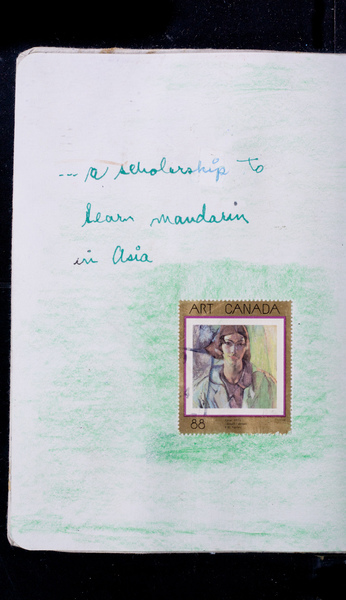 --- a scholarship to
learn mandarin
in Asia
ART CANADA
88